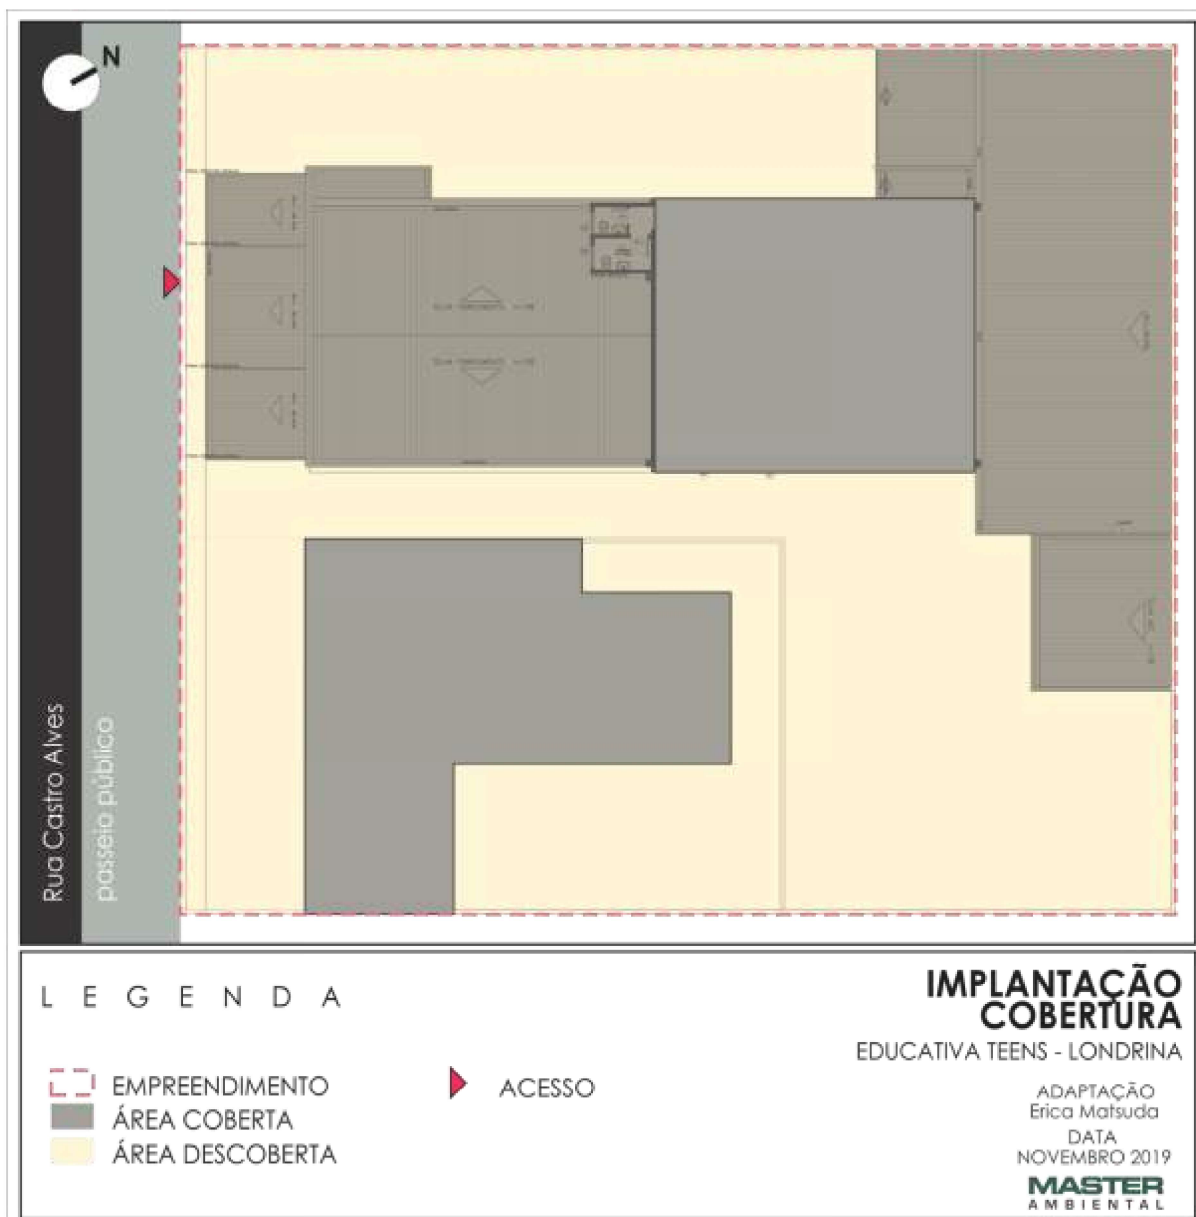 N
Rua Castro Alves
passeio público
LEGENDA
EMPREENDIMENTO
ÁREA COBERTA
ÁREA DESCOBERTA
ACESSO
IMPLANTAÇÃO
COBERTURA
EDUCATIVA TEENS - LONDRINA
ADAPTAÇÃO
Erica Matsuda
DATA
NOVEMBRO 2019
MASTER
AMBIENTAL